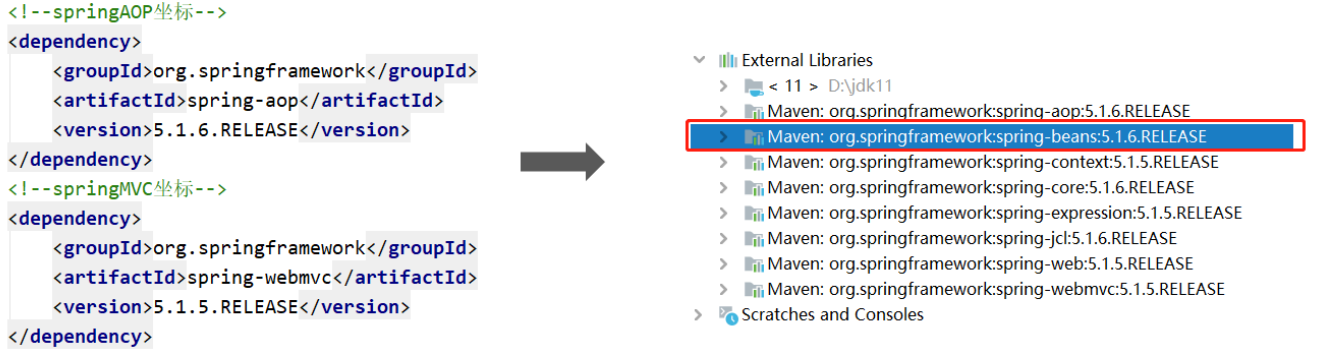 <!--springAOP坐标-->
<dependency>
<groupId>org.springframework</groupId>
<artifactId>spring-aop</artifactId>
<version>5.1.6.RELEASE</version>
</dependency>
<!--springMVC坐标-->
<dependency>
<groupId>org.springframework</groupId>
<artifactId>spring-webmvc</artifactId>
<version>5.1.5.RELEASE</version>
</dependency>
External Libraries
< 11 > D:\jdk11
Maven: org.springframework:spring-aop:5.1.6.RELEASE
Maven: org.springframework:spring-beans:5.1.6.RELEASE
Maven: org.springframework:spring-context:5.1.5.RELEASE
Maven: org.springframework:spring-core:5.1.6.RELEASE
Maven: org.springframework:spring-expression:5.1.5.RELEASE
Maven: org.springframework:spring-jcl:5.1.6.RELEASE
Maven: org.springframework:spring-web:5.1.5.RELEASE
Maven: org.springframework:spring-webmvc:5.1.5.RELEASE
Scratches and Consoles